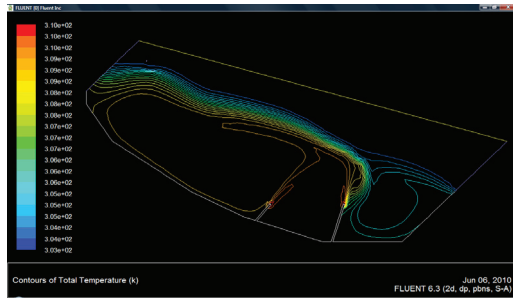 FLUENT [0] Fluent Inc
3.10e+02
3.10e+02
3.10e+02
3.09e+02
3.09e+02
3.09e+02
3.08e+02
3.08e+02
3.08e+02
3.07e+02
3.07e+02
3.07e+02
3.06e+02
3.06e+02
3.06e+02
3.05e+02
3.05e+02
3.05e+02
3.04e+02
3.04e+02
3.03e+02
Contours of Total Temperature (k)
Jun 06, 2010
FLUENT 6.3 (2d, dp, pbns, S-A)